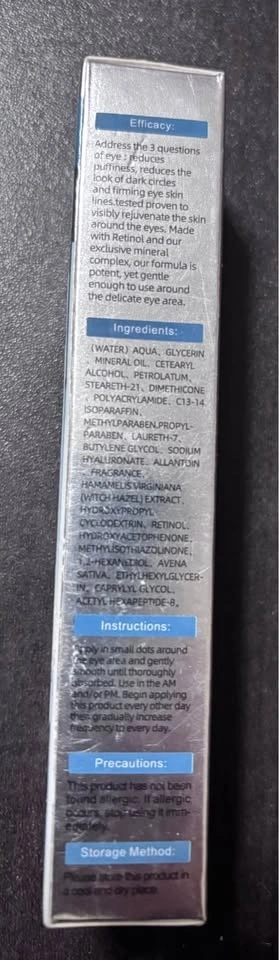 Efficacy:
Address the 3 questions
of eye : reduces
puffiness, reduces the
look of dark circles
and firming eye skin
lines.tested proven to
visibly rejuvenate the skin
around the eyes. Made
with Retinol and our
exclusive mineral
complex, our formula is
potent, yet gentle
enough to use around
the delicate eye area.
Ingredients:
(WATER) AQUA、GLYCERIN
、MINERAL OIL、CETEARYL
ALCOHOL、PETROLATUM、
STEARETH-21、DIMETHICONE
、POLYACRYLAMIDE、C13-14
ISOPARAFFIN、
METHYLPARABEN,PROPYL-
PARABEN、LAURETH-7、
BUTYLENE GLYCOL、SODIUM
HYALURONATE、ALLANTOIN
、FRAGRANCE、
HAMAMELIS VIRGINIANA
(WITCH HAZEL) EXTRACT、
HYDROXYPROPYL
CYCLODEXTRIN、RETINOL、
HYDROXYACETOPHENONE、
METHYLISOTHIAZOLINONE、
1,2-HEXANEDIOL、AVENA
SATIVA、ETHYLHEXYLGLYCER-
IN、CAPRYLYL GLYCOL、
ACETYL HEXAPEPTIDE-8。
Instructions:
Apply in small dots around
the eye area and gently
smooth until thoroughly
absorbed. Use in the AM
and/or PM. Begin applying
this product every other day
then gradually increase
frequency to every day.
Precautions:
This product has not been
found allergic. If allergic
occurs, stop using it imm-
ediately.
Storage Method:
Please store this product in
a cool and dry place.